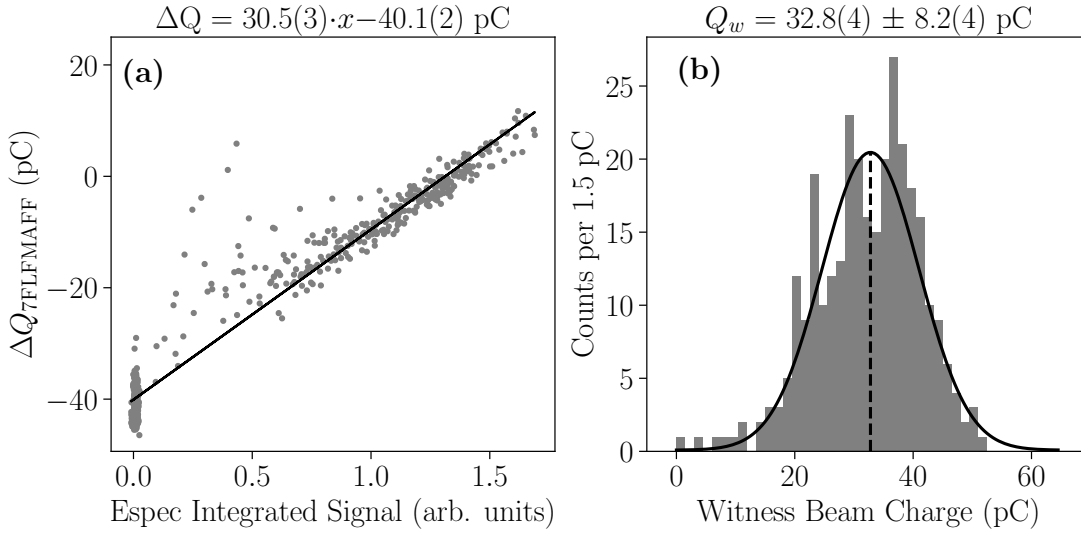 ΔQ = 30.5(3)·x−40.1(2) pC
(a)
20
0
−20
−40
ΔQ7FLFMAFF (pC)
0.0 0.5 1.0 1.5
Espec Integrated Signal (arb. units)
Qw = 32.8(4) ± 8.2(4) pC
(b)
25
20
15
10
5
0
Counts per 1.5 pC
0 20 40 60
Witness Beam Charge (pC)